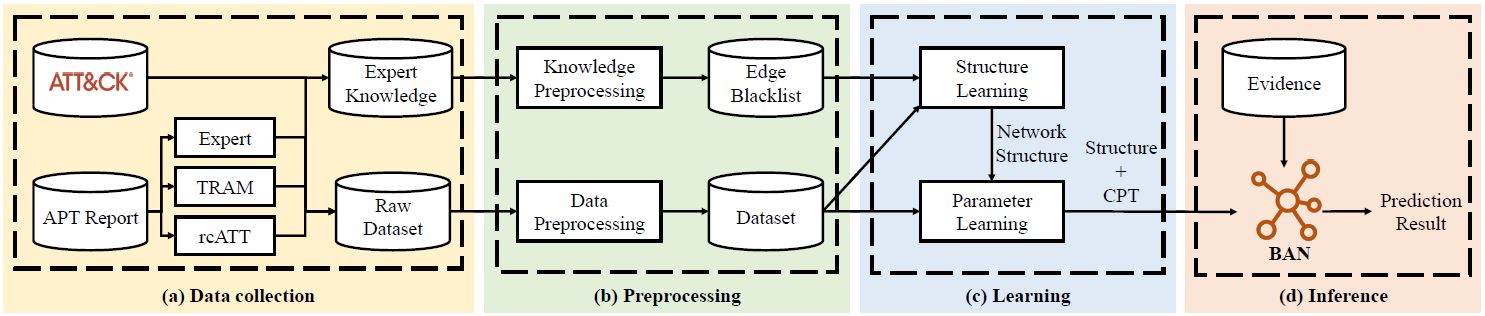 ATT&CK®
Expert
Knowledge
APT Report
Expert
TRAM
rcATT
Raw
Dataset
(a) Data collection
Knowledge
Preprocessing
Edge
Blacklist
Data
Preprocessing
Dataset
(b) Preprocessing
Structure
Learning
Network
Structure
Structure
+
CPT
Parameter
Learning
(c) Learning
Evidence
BAN
Prediction
Result
(d) Inference